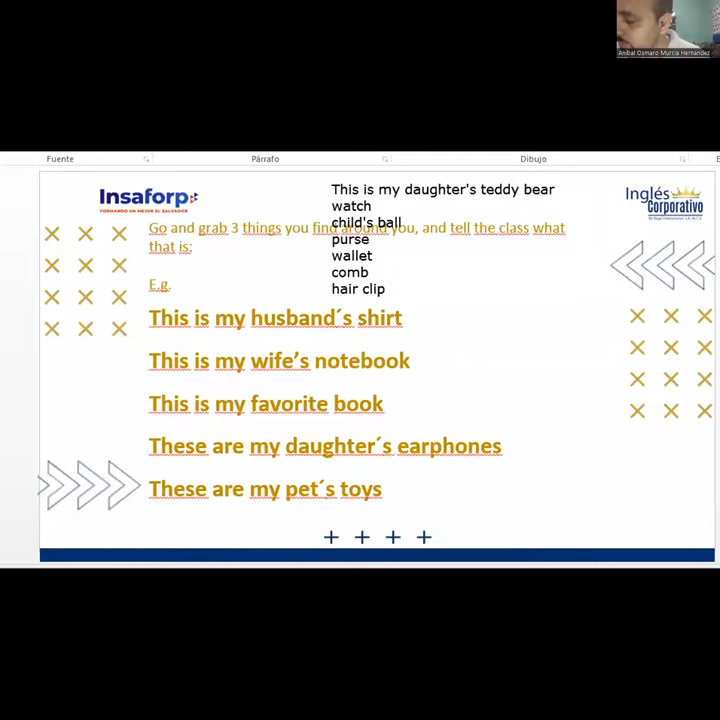 Anibal Osmaro Murcia Hernandez
Fuente
Párrafo
Dibujo
E
Insaforp
FORMANDO UN MEJOR EL SALVADOR
Inglés
Corporativo
This is my daughter's teddy bear
watch
child's ball
purse
wallet
comb
hair clip
Go and grab 3 things you find around you, and tell the class what
that is:
E.g.
This is my husband´s shirt
This is my wife’s notebook
This is my favorite book
These are my daughter´s earphones
These are my pet´s toys